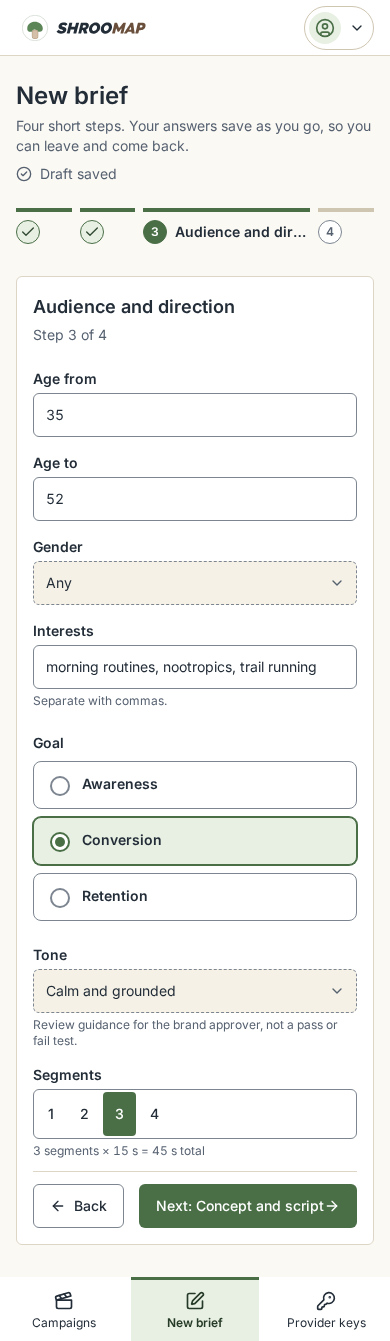 SHROOMAP
New brief
Four short steps. Your answers save as you go, so you
can leave and come back.
Draft saved
3 Audience and dir... 4
Audience and direction
Step 3 of 4
Age from
35
Age to
52
Gender
Any
Interests
morning routines, nootropics, trail running
Separate with commas.
Goal
Awareness
Conversion
Retention
Tone
Calm and grounded
Review guidance for the brand approver, not a pass or
fail test.
Segments
1 2 3 4
3 segments × 15 s = 45 s total
Back Next: Concept and script
Campaigns New brief Provider keys